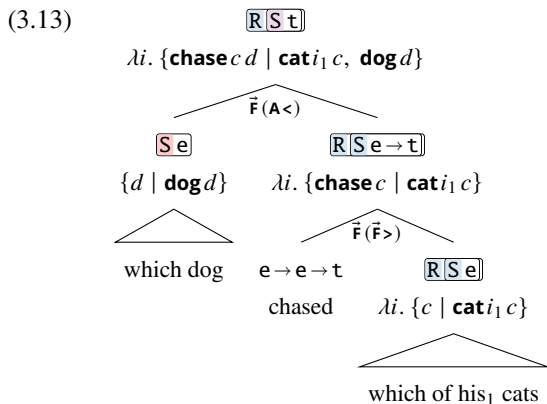 (3.13)
R S t
λi. {chase c d | cat i₁ c, dog d}
F⃗ (A<)
S e
R S e → t
{d | dog d}
λi. {chase c | cat i₁ c}
F⃗ (F⃗ >)
which dog
e → e → t
R S e
chased
λi. {c | cat i₁ c}
which of his₁ cats